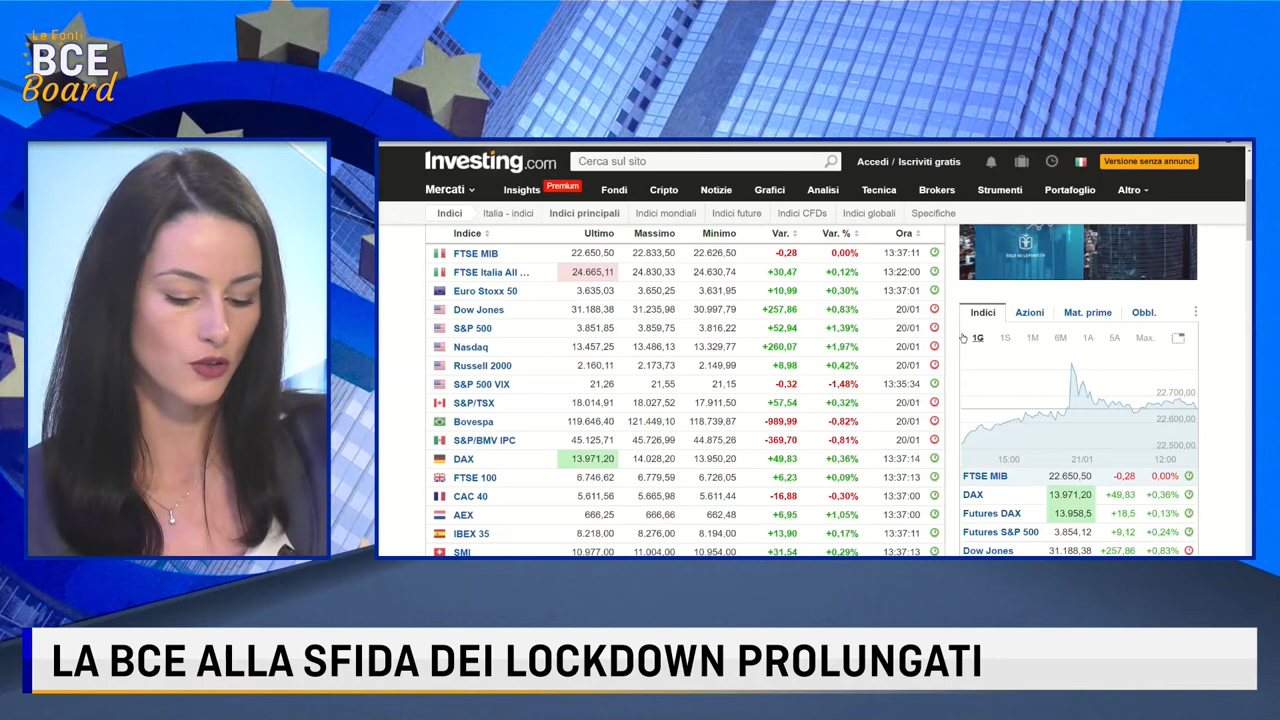 Le Fonti
BCE
Board
Investing.com
Cerca sul sito
Accedi / Iscriviti gratis
Versione senza annunci
Mercati
Insights Premium Fondi Cripto Notizie Grafici Analisi Tecnica Brokers Strumenti Portafoglio Altro
Indici Italia - indici Indici principali Indici mondiali Indici future Indici CFDs Indici globali Specifiche
Indice Ultimo Massimo Minimo Var. Var. % Ora
FTSE MIB 22.650,50 22.833,50 22.626,50 -0,28 0,00% 13:37:11
FTSE Italia All ... 24.665,11 24.830,33 24.630,74 +30,47 +0,12% 13:22:00
Euro Stoxx 50 3.635,03 3.650,25 3.631,95 +10,99 +0,30% 13:37:01
Dow Jones 31.188,38 31.235,98 30.997,79 +257,86 +0,83% 20/01
S&P 500 3.851,85 3.859,75 3.816,22 +52,94 +1,39% 20/01
Nasdaq 13.457,25 13.486,13 13.329,77 +260,07 +1,97% 20/01
Russell 2000 2.160,11 2.173,73 2.149,99 +8,98 +0,42% 20/01
S&P 500 VIX 21,26 21,55 21,15 -0,32 -1,48% 13:35:34
S&P/TSX 18.014,91 18.027,52 17.911,50 +57,54 +0,32% 20/01
Bovespa 119.646,40 121.449,10 118.739,87 -989,99 -0,82% 20/01
S&P/BMV IPC 45.125,71 45.726,99 44.875,26 -369,70 -0,81% 20/01
DAX 13.971,20 14.028,20 13.950,20 +49,83 +0,36% 13:37:14
FTSE 100 6.746,62 6.779,59 6.726,05 +6,23 +0,09% 13:37:13
CAC 40 5.611,56 5.665,98 5.611,44 -16,88 -0,30% 13:37:00
AEX 666,25 666,66 662,48 +6,95 +1,05% 13:37:00
IBEX 35 8.218,00 8.276,00 8.194,00 +13,90 +0,17% 13:37:11
SMI 10.977,00 11.004,00 10.954,00 +31,54 +0,29% 13:37:13
Indici Azioni Mat. prime Obbl.
1G 1S 1M 6M 1A 5A Max.
22.700,00
22.600,00
22.500,00
15:00 21/01 12:00
FTSE MIB 22.650,50 -0,28 0,00%
DAX 13.971,20 +49,83 +0,36%
Futures DAX 13.958,5 +18,5 +0,13%
Futures S&P 500 3.854,12 +9,12 +0,24%
Dow Jones 31.188,38 +257,86 +0,83%
LA BCE ALLA SFIDA DEI LOCKDOWN PROLUNGATI